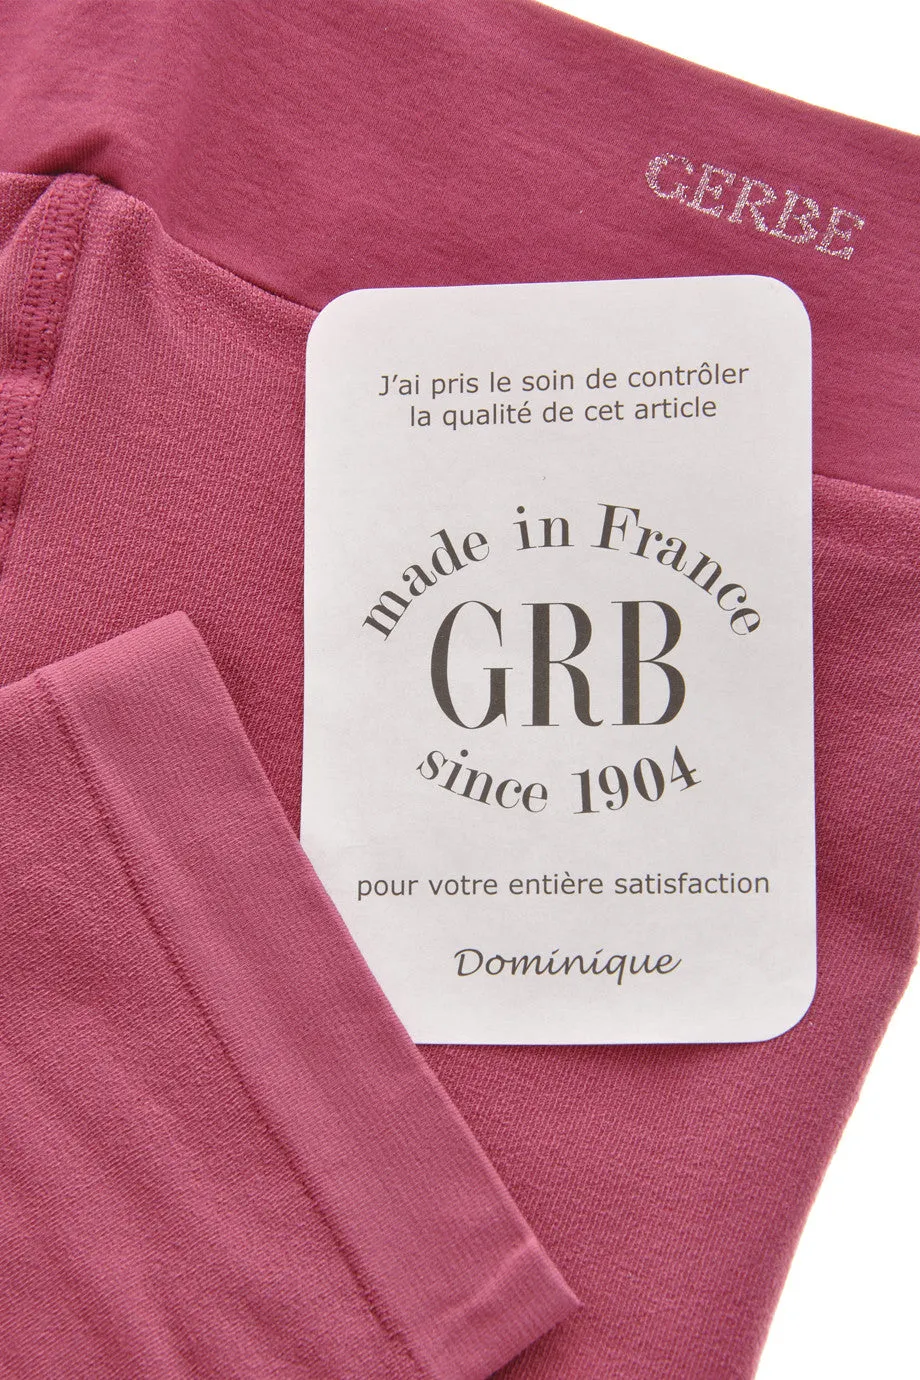 GERBE
J'ai pris le soin de contrôler
la qualité de cet article
made in France
GRB
since 1904
pour votre entière satisfaction
Dominique